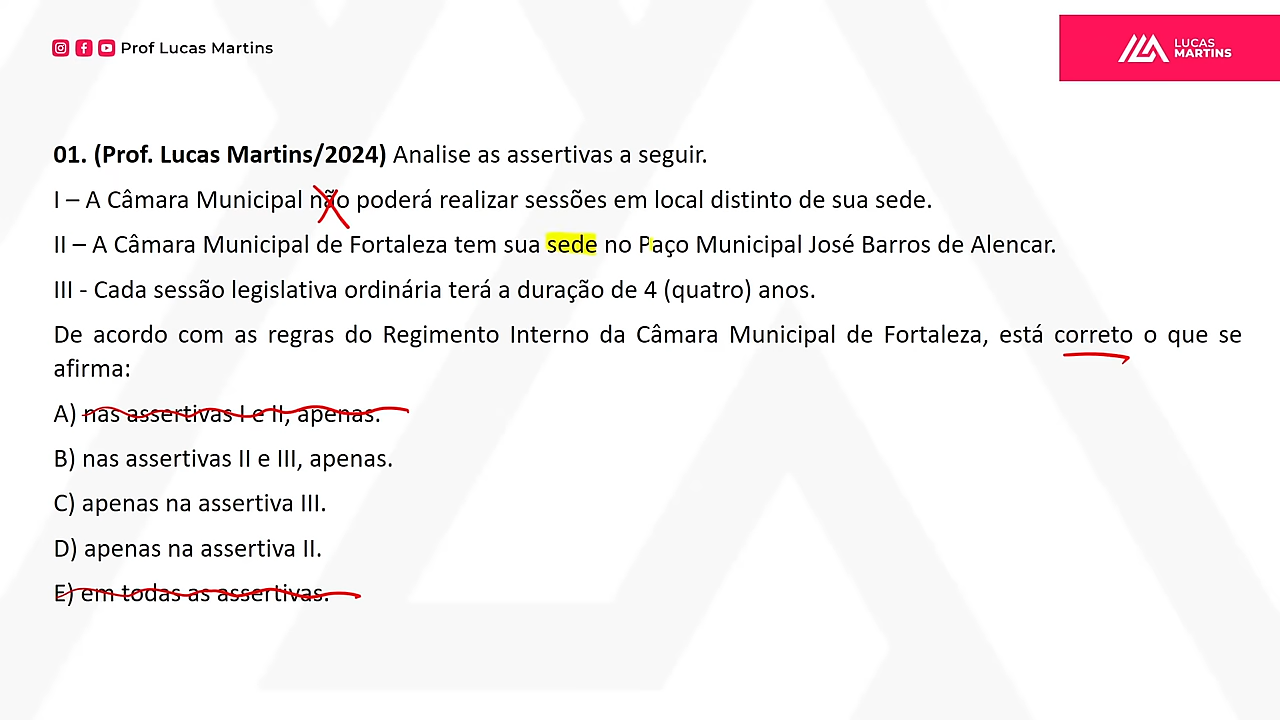 Prof Lucas Martins
LUCAS
MARTINS
01. (Prof. Lucas Martins/2024) Analise as assertivas a seguir.
I – A Câmara Municipal não poderá realizar sessões em local distinto de sua sede.
II – A Câmara Municipal de Fortaleza tem sua sede no Paço Municipal José Barros de Alencar.
III - Cada sessão legislativa ordinária terá a duração de 4 (quatro) anos.
De acordo com as regras do Regimento Interno da Câmara Municipal de Fortaleza, está correto o que se
afirma:
A) nas assertivas I e II, apenas.
B) nas assertivas II e III, apenas.
C) apenas na assertiva III.
D) apenas na assertiva II.
E) em todas as assertivas.